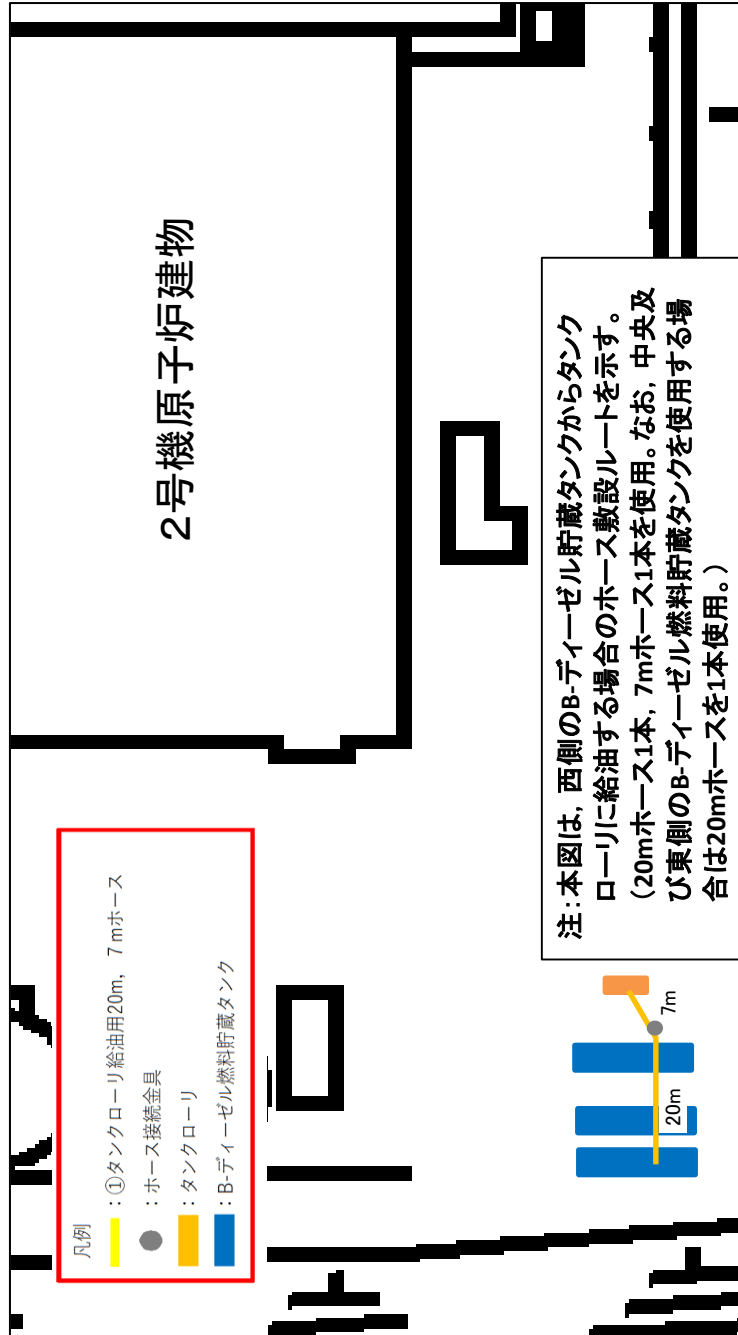 2号機原子炉建物
凡例
:①タンクローリ給油用20m, 7mホース
:ホース接続金具
:タンクローリ
:B-ディーゼル燃料貯蔵タンク
20m
7m
注:本図は,西側のB-ディーゼル貯蔵タンクからタンク
ローリに給油する場合のホース敷設ルートを示す。
(20mホース1本, 7mホース1本を使用。なお,中央及
び東側のB-ディーゼル燃料貯蔵タンクを使用する場
合は20mホースを1本使用。)